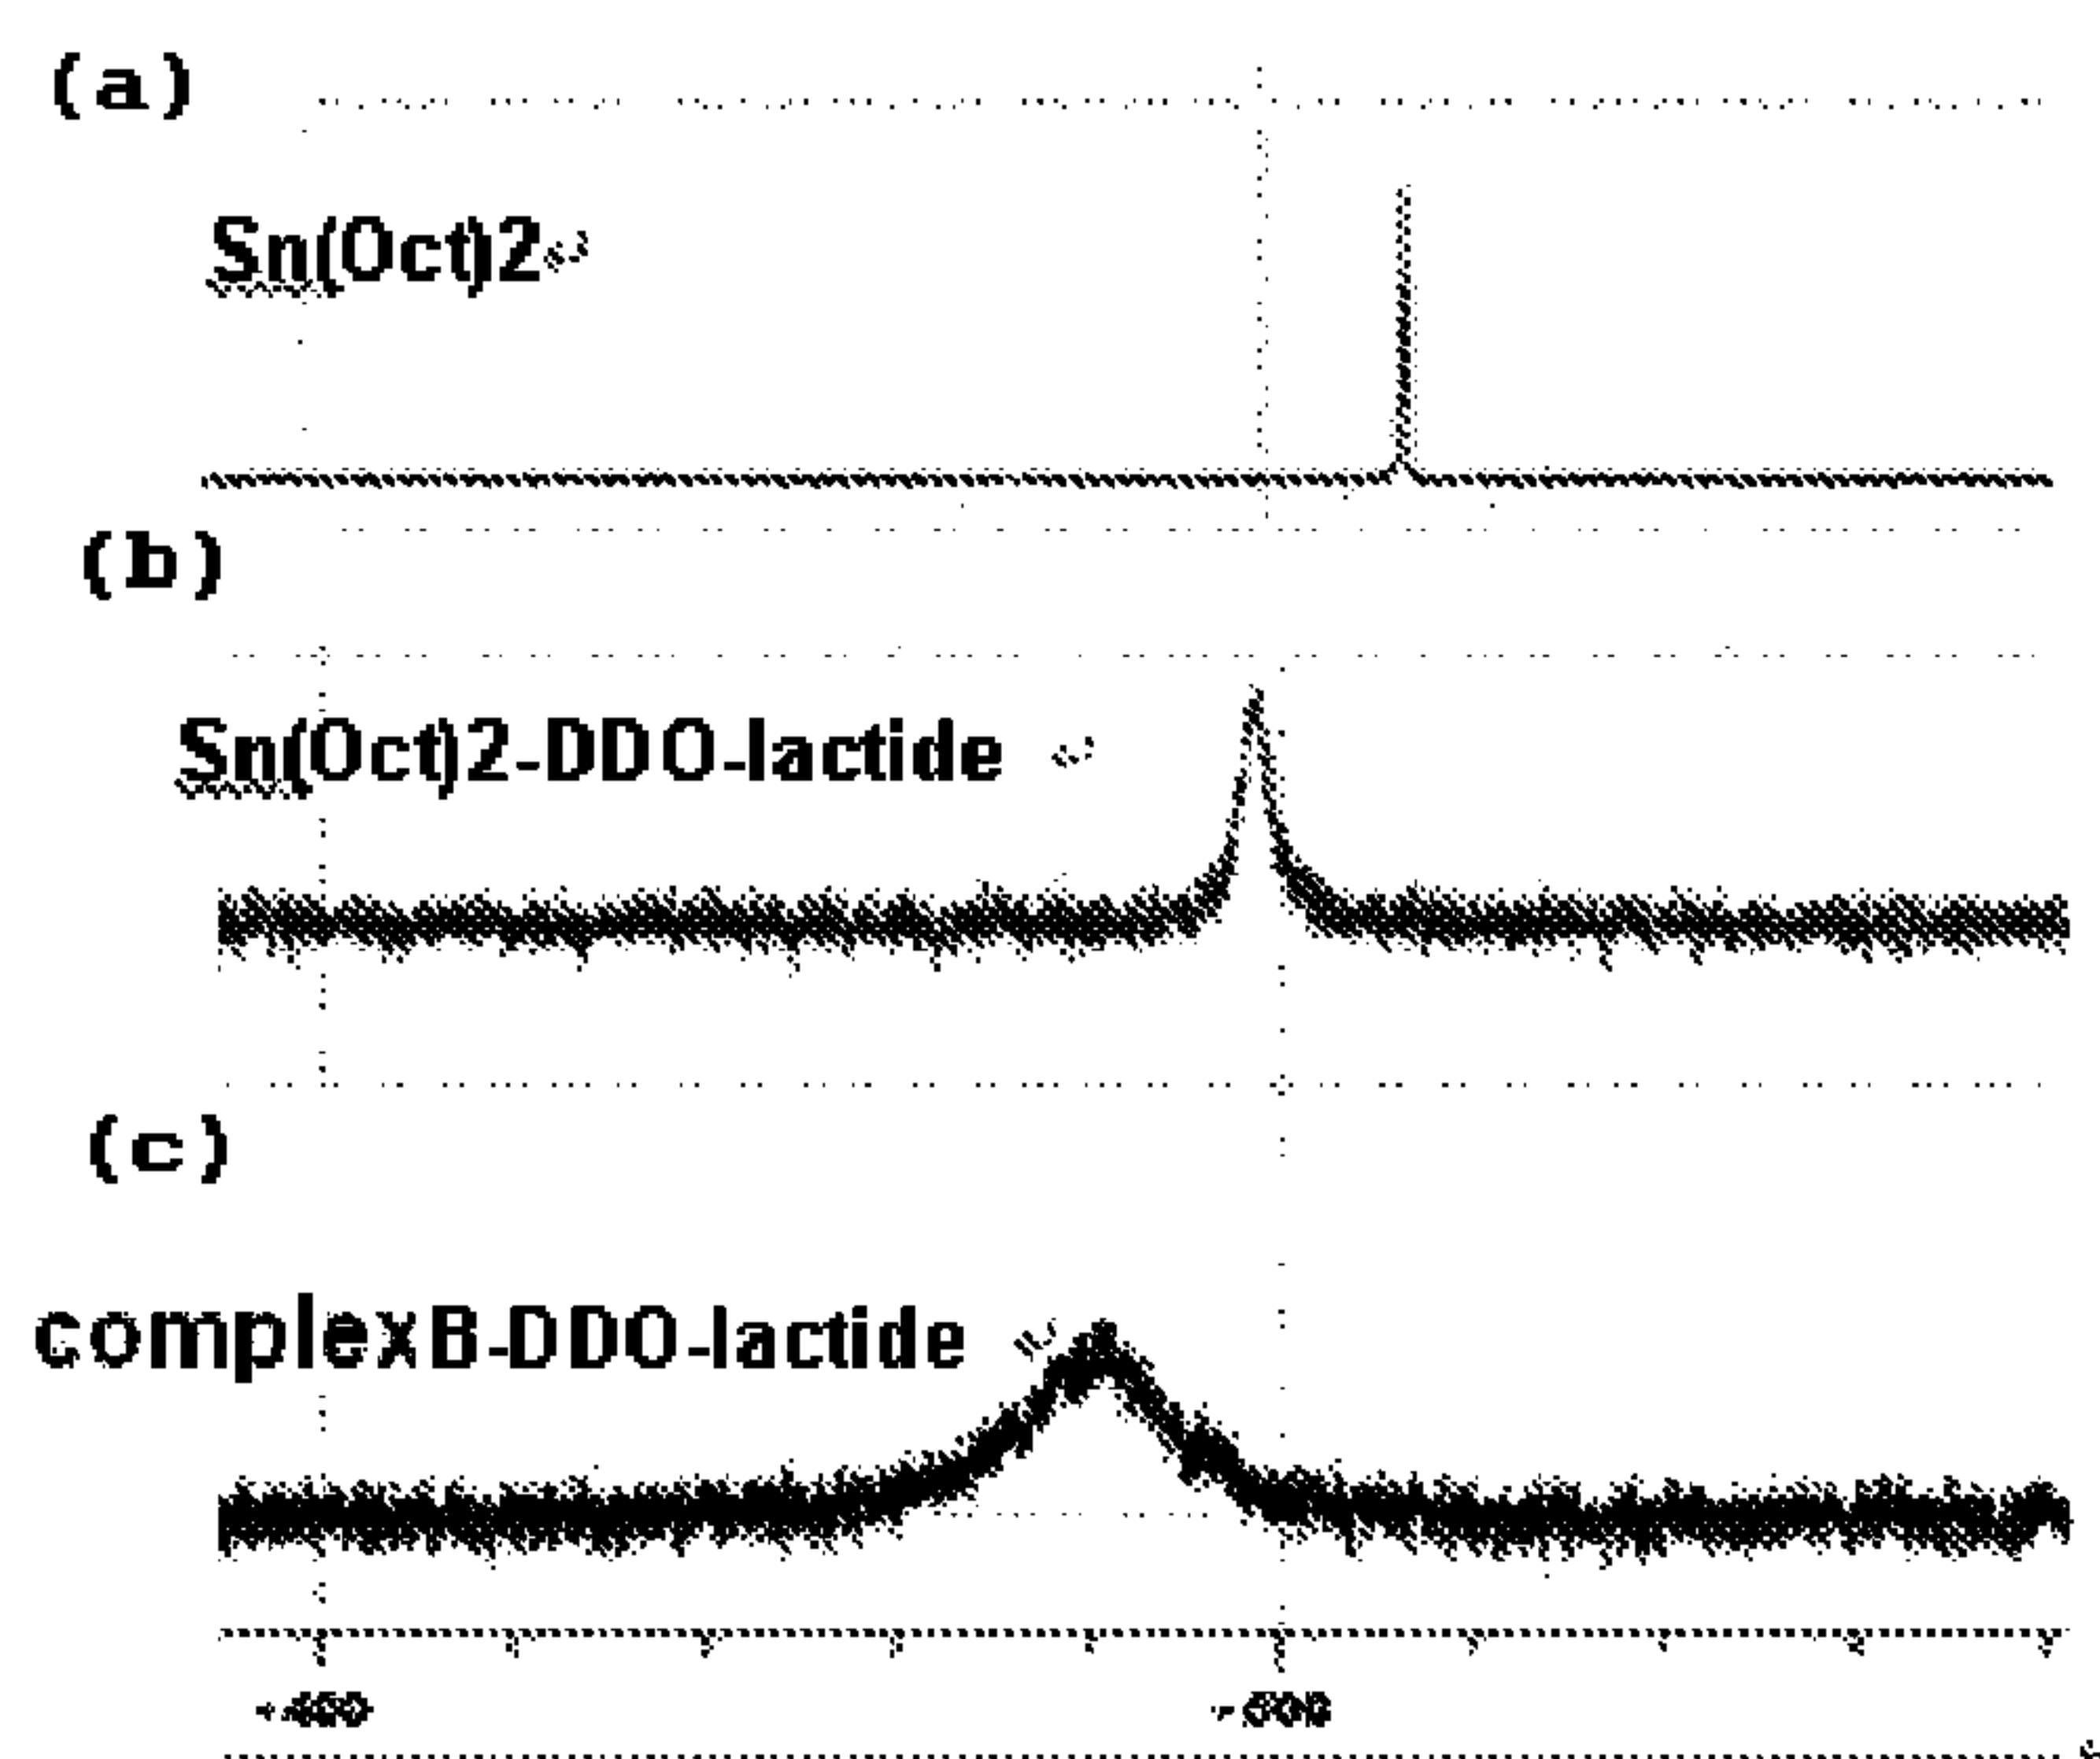 (a)
Sn(Oct)2
(b)
Sn(Oct)2-DDO-lactide
(c)
complexB-DDO-lactide